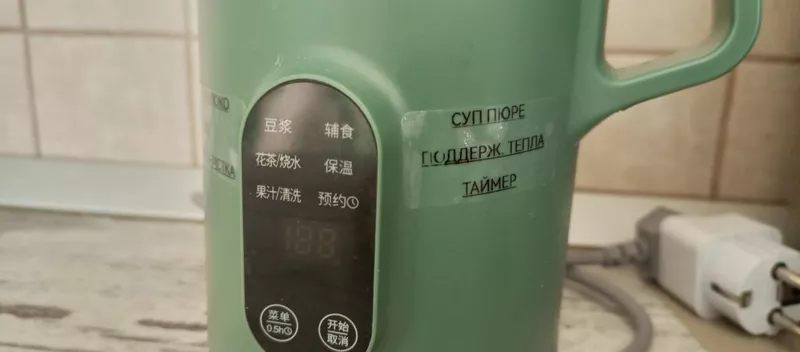 豆浆 辅食
花茶/烧水 保温
果汁/清洗 预约
188
菜单 开始
0.5h 取消
СУП ПЮРЕ
ПОДДЕРЖ. ТЕПЛА
ТАЙМЕР